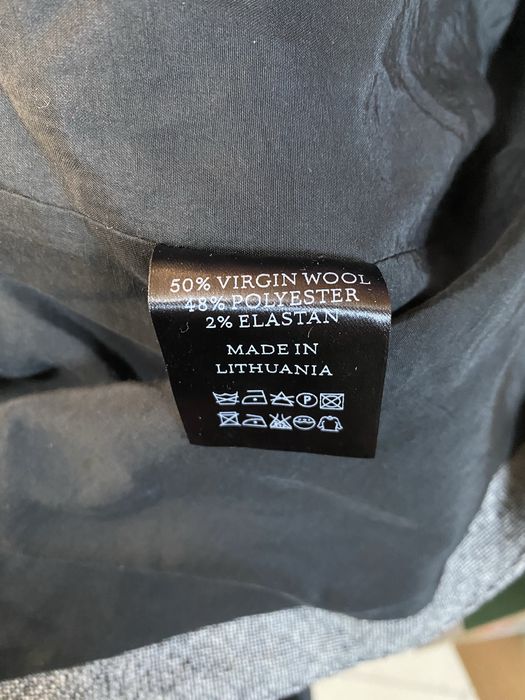 50% VIRGIN WOOL
48% POLYESTER
2% ELASTAN
MADE IN
LITHUANIA